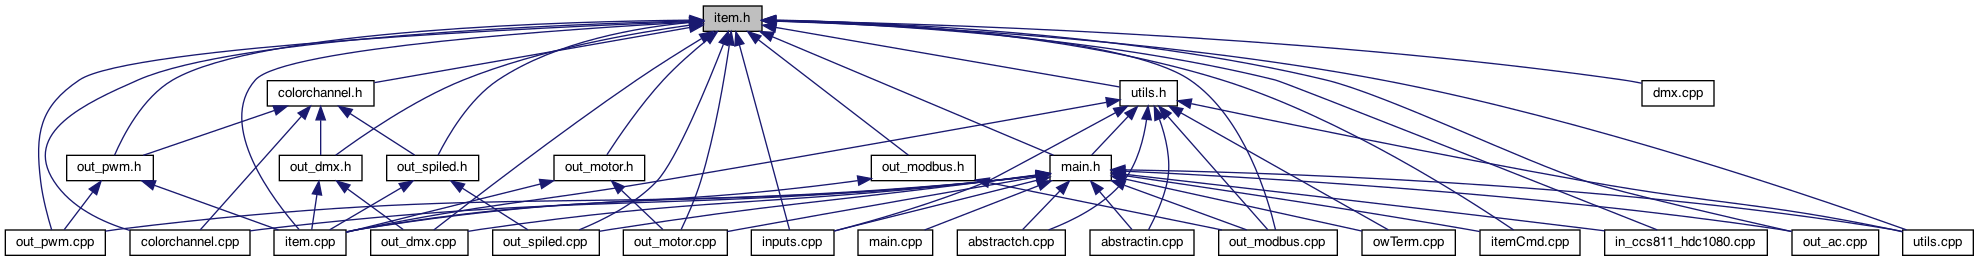 item.h
colorchannel.h
utils.h
dmx.cpp
out_pwm.h
out_dmx.h
out_spiled.h
out_motor.h
out_modbus.h
main.h
out_pwm.cpp
colorchannel.cpp
item.cpp
out_dmx.cpp
out_spiled.cpp
out_motor.cpp
inputs.cpp
main.cpp
abstractch.cpp
abstractin.cpp
out_modbus.cpp
owTerm.cpp
itemCmd.cpp
in_ccs811_hdc1080.cpp
out_ac.cpp
utils.cpp